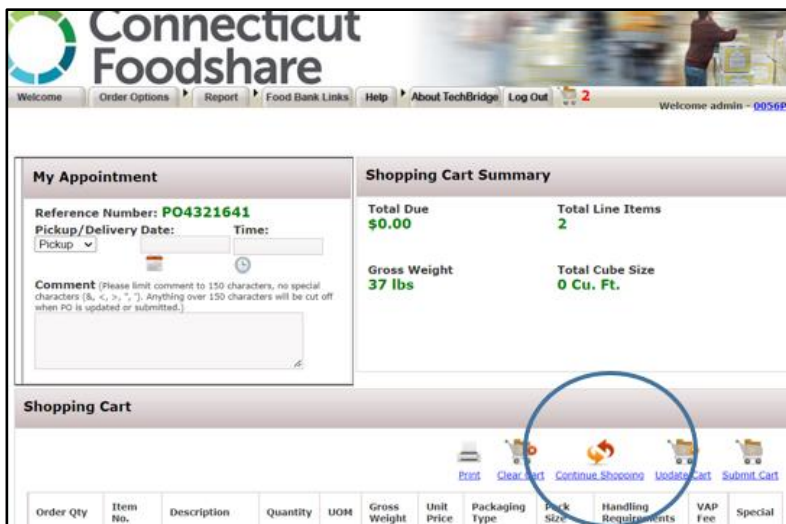 Connecticut
Foodshare
Welcome Order Options Report Food Bank Links Help About TechBridge Log Out 2
Welcome admin - 0056P
My Appointment
Reference Number: PO4321641
Pickup/Delivery Date: Time:
Pickup
Comment (Please limit comment to 150 characters, no special
characters (&, <, >, ", '). Anything over 150 characters will be cut off
when PO is updated or submitted.)
Shopping Cart Summary
Total Due Total Line Items
$0.00 2
Gross Weight Total Cube Size
37 lbs 0 Cu. Ft.
Shopping Cart
Print Clear Cart Continue Shopping Update Cart Submit Cart
Order Qty Item No. Description Quantity UOM Gross Weight Unit Price Packaging Type Pack Size Handling Requirements VAP Fee Special